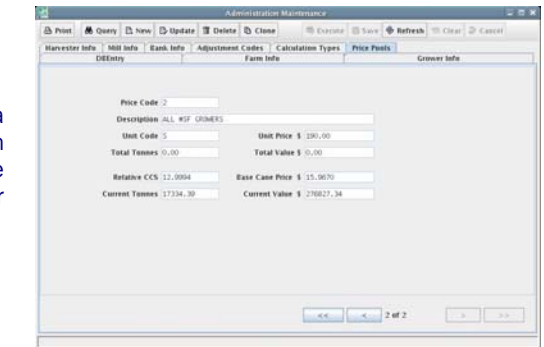 Administration Maintenance
Print Query New Update Delete Clone Execute Save Refresh Clear Cancel
Harvester Info Mill Info Bank Info Adjustment Codes Calculation Types Price Pools
DBEntry Farm Info Grower Info
a
n
e
r
Price Code 2
Description ALL WSF GROWERS
Unit Code 5 Unit Price $ 290.00
Total Tonnes 0.00 Total Value $ 0.00
Relative CCS 12.9994 Base Cane Price $ 15.9670
Current Tonnes 17334.39 Current Value $ 276827.34
<< < 2 of 2 > >>